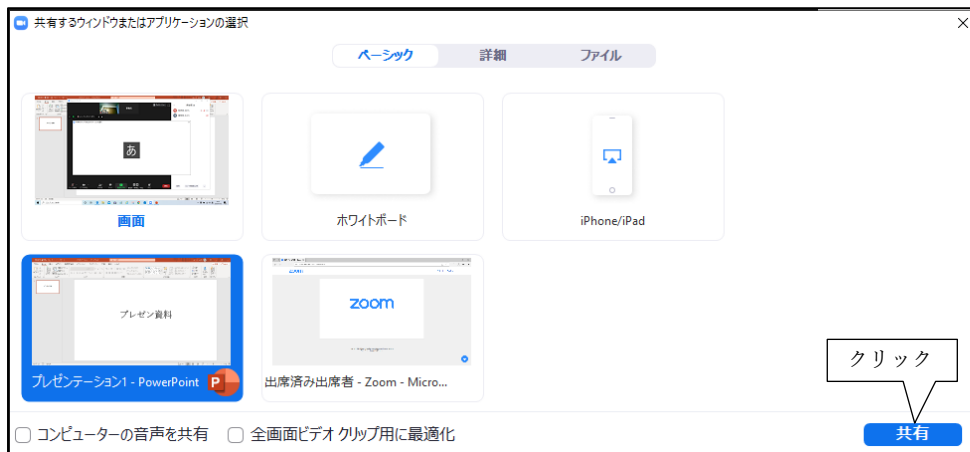 共有するウィンドウまたはアプリケーションの選択
ベーシック 詳細 ファイル
あ
画面
ホワイトボード
iPhone/iPad
プレゼン資料
zoom
zoom
プレゼンテーション1 - PowerPoint P
出席済み出席者 - Zoom - Micro...
クリック
コンピューターの音声を共有
全画面ビデオ クリップ用に最適化
共有